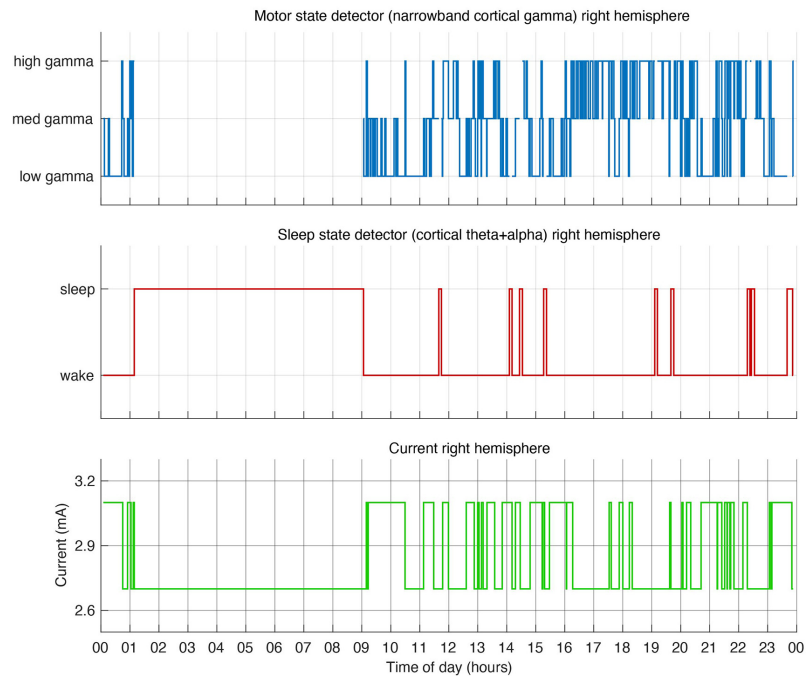 Motor state detector (narrowband cortical gamma) right hemisphere
high gamma
med gamma
low gamma
Sleep state detector (cortical theta+alpha) right hemisphere
sleep
wake
Current right hemisphere
Current (mA)
3.2
2.9
2.6
00 01 02 03 04 05 06 07 08 09 10 11 12 13 14 15 16 17 18 19 20 21 22 23 00
Time of day (hours)